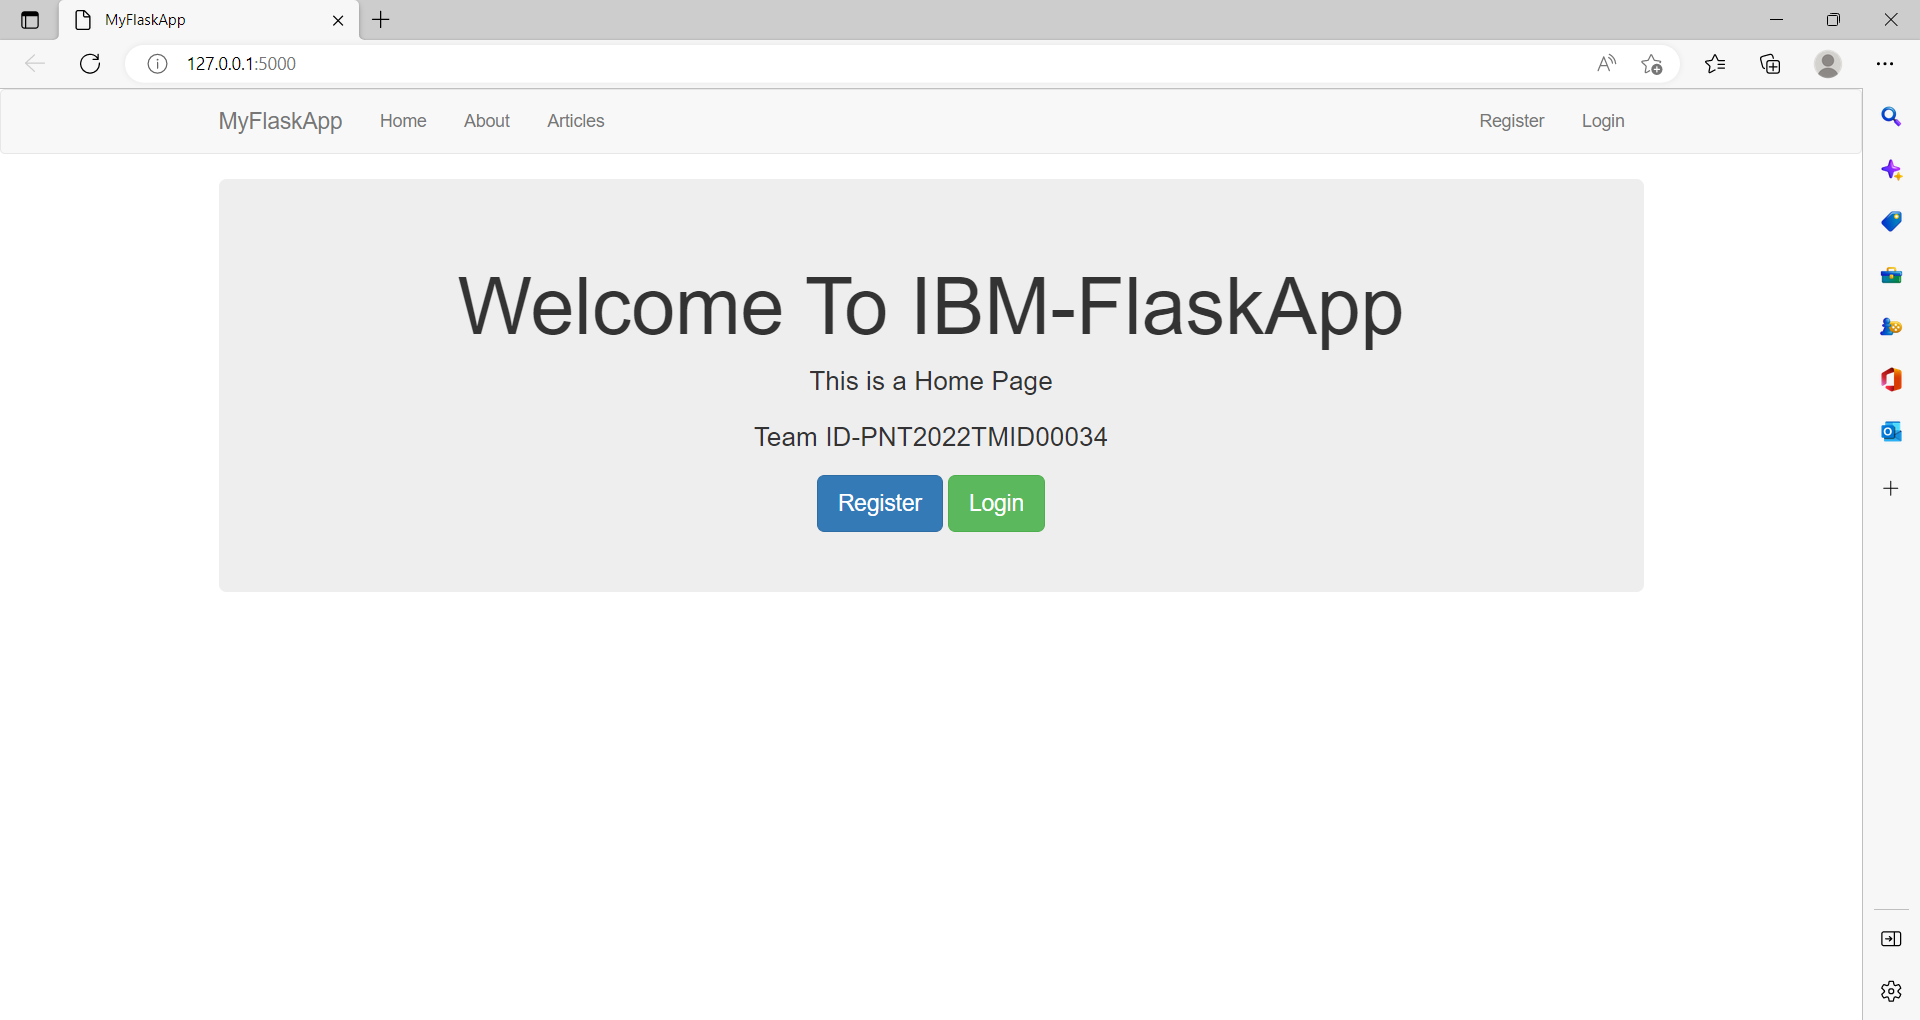 MyFlaskApp
127.0.0.1:5000
MyFlaskApp Home About Articles Register Login
Welcome To IBM-FlaskApp
This is a Home Page
Team ID-PNT2022TMID00034
Register Login